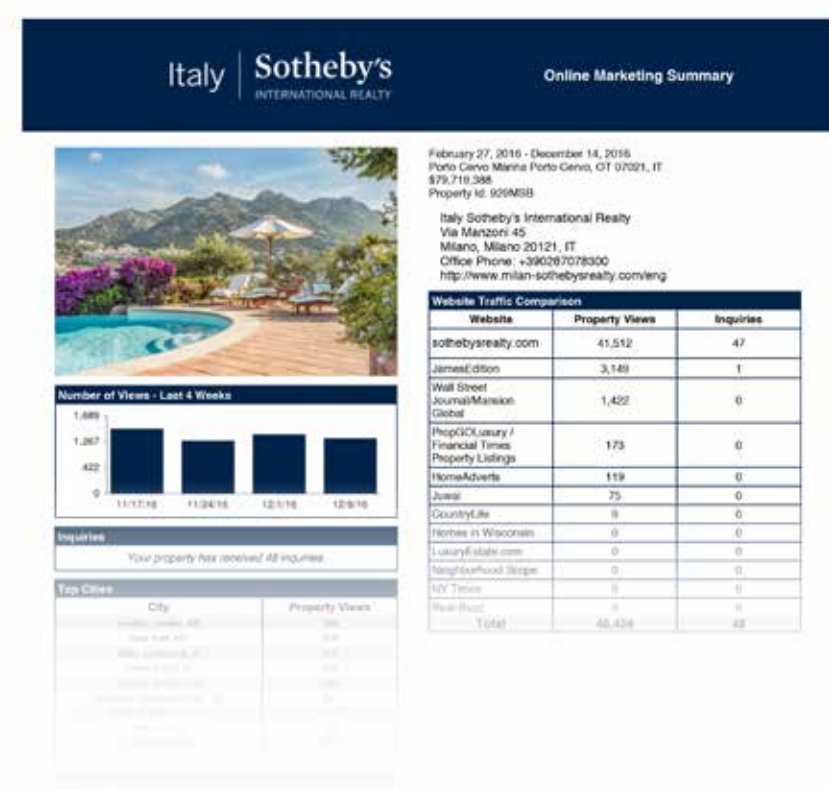 Italy
Sotheby's
INTERNATIONAL REALTY
Online Marketing Summary
February 27, 2016 - December 14, 2016
Porto Cervo Marina Porto Cervo, OT 07021, IT
$79,719,388
Property Id: 929MSB
Italy Sotheby's International Realty
Via Manzoni 45
Milano, Milano 20121, IT
Office Phone: +390287078300
http://www.milan-sothebysrealty.com/eng
Website Traffic Comparison
Website Property Views Inquiries
sothebysrealty.com 41,512 47
JamesEdition 3,149 1
Wall Street
Journal/Mansion
Global 1,422 0
PropGOLuxury /
Financial Times
Property Listings 173 0
HomeAdverts 119 0
Juwai 75 0
CountryLife
Homes in Wisconsin 0 0
LuxuryEstate.com 0 0
Neighborhood Scope 0 0
NY Times
Total 48
Number of Views - Last 4 Weeks
1,689
1,267
422
0
11/17/16 11/24/16 12/1/16 12/8/16
Inquiries
Your property has received 48 inquiries.
Top Cities
City Property Views